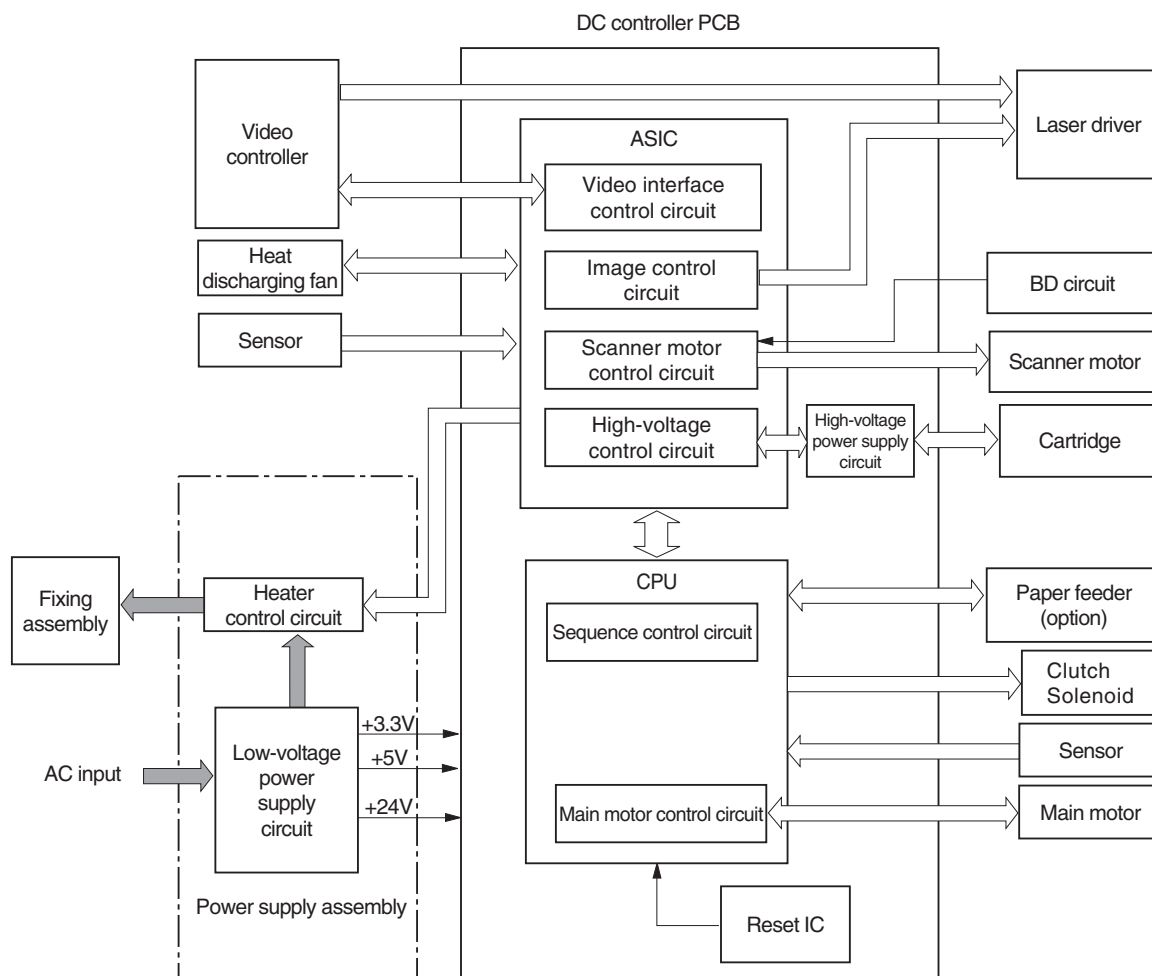 DC controller PCB
Video
controller
Laser driver
ASIC
Video interface
control circuit
Heat
discharging fan
Image control
circuit
BD circuit
Sensor
Scanner motor
control circuit
Scanner motor
High-voltage
control circuit
High-voltage
power supply
circuit
Cartridge
Fixing
assembly
Heater
control circuit
CPU
Sequence control circuit
Paper feeder
(option)
Clutch
Solenoid
AC input
Low-voltage
power
supply
circuit
+3.3V
+5V
+24V
Sensor
Main motor control circuit
Main motor
Power supply assembly
Reset IC